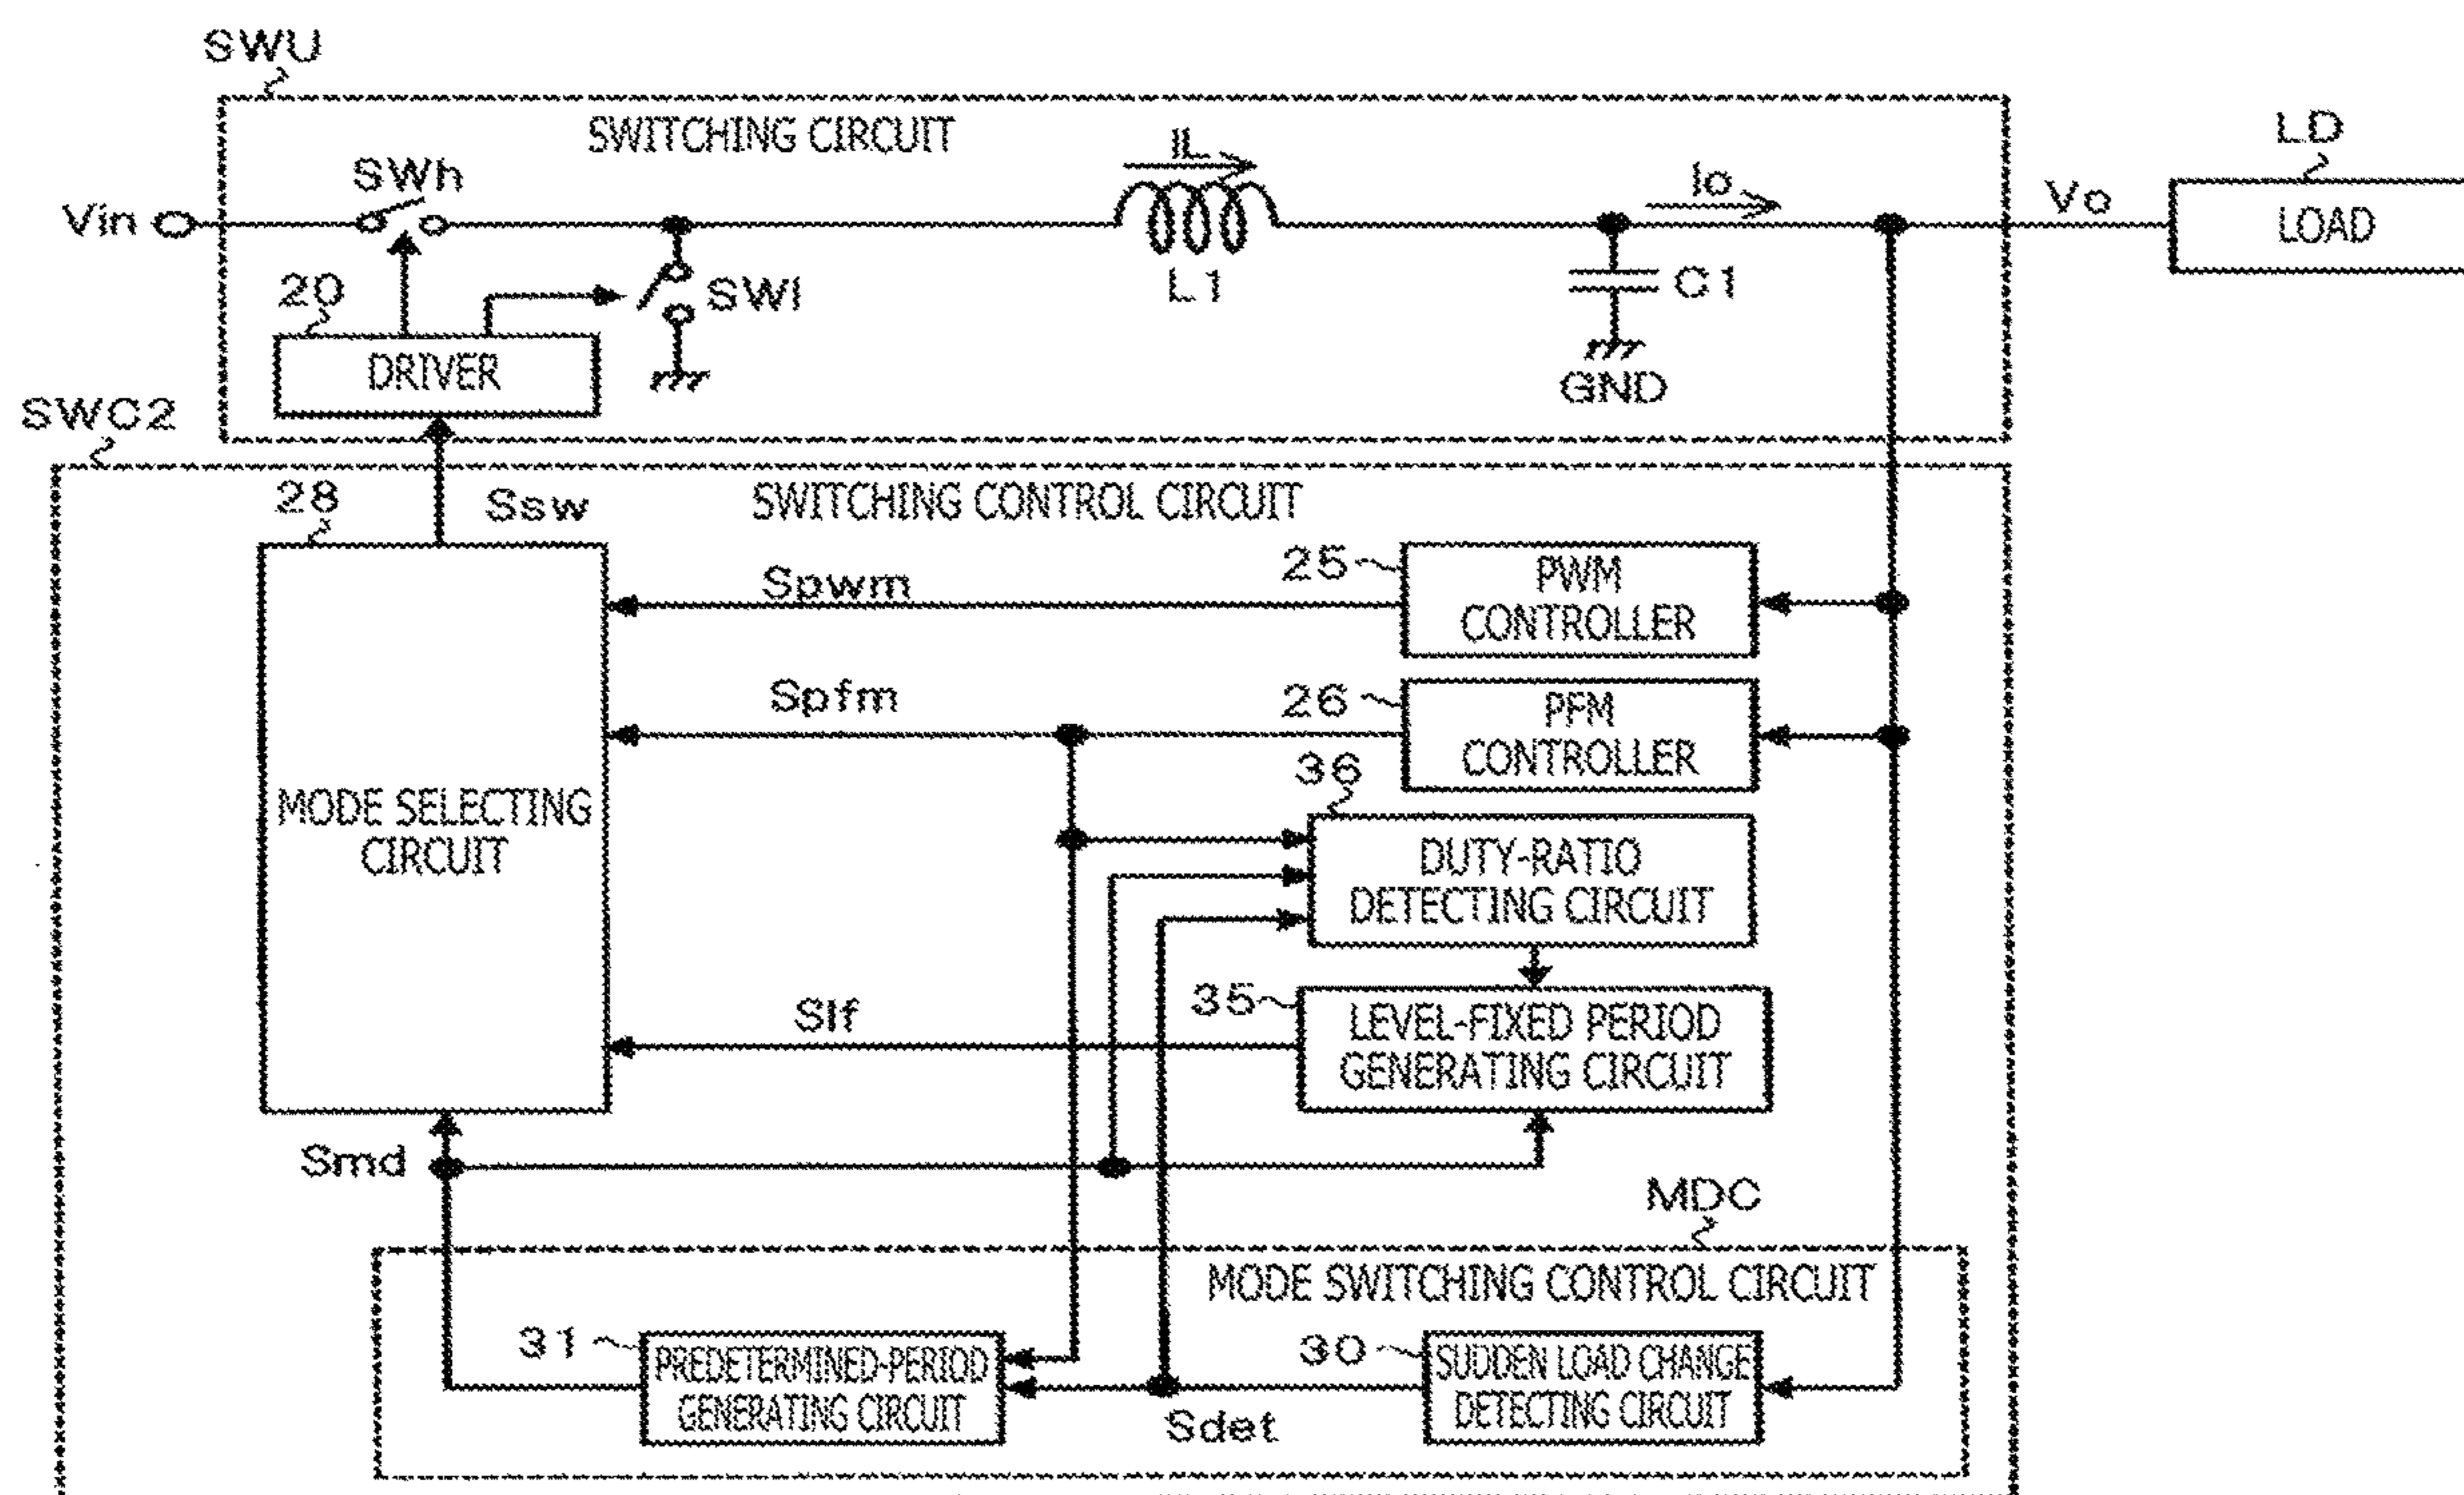 SWU
SWITCHING CIRCUIT
IL
LD
SWh
Io
Vin
Vo
LOAD
20
SWl
L1
C1
DRIVER
GND
SWC2
28
Ssw
SWITCHING CONTROL CIRCUIT
Spwm
25
PWM
CONTROLLER
Spfm
26
PFM
CONTROLLER
36
MODE SELECTING
CIRCUIT
DUTY-RATIO
DETECTING CIRCUIT
Slf
35
LEVEL-FIXED PERIOD
GENERATING CIRCUIT
Smd
MDC
MODE SWITCHING CONTROL CIRCUIT
31
PREDETERMINED-PERIOD
GENERATING CIRCUIT
30
SUDDEN LOAD CHANGE
DETECTING CIRCUIT
Sdet